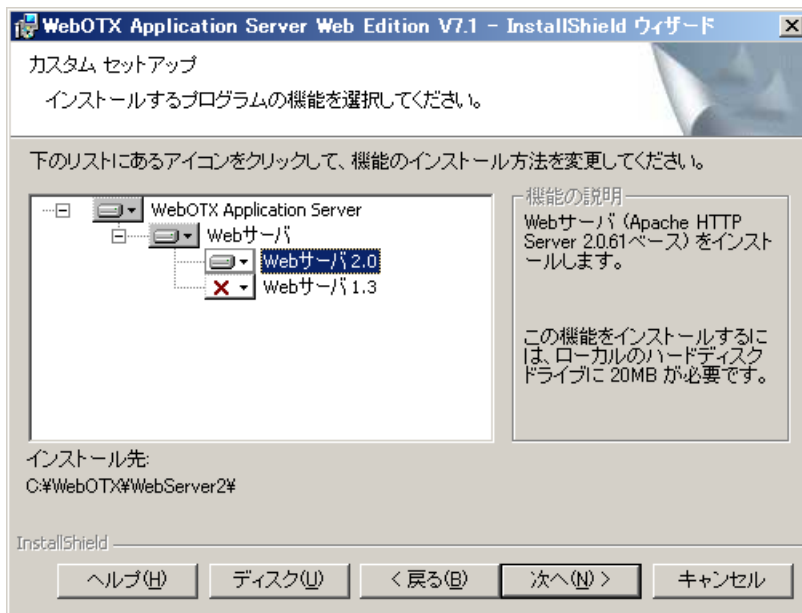 WebOTX Application Server Web Edition V7.1 - InstallShield ウィザード
カスタム セットアップ
インストールするプログラムの機能を選択してください。
下のリストにあるアイコンをクリックして、機能のインストール方法を変更してください。
WebOTX Application Server
Webサーバ
Webサーバ 2.0
Webサーバ 1.3
機能の説明
Webサーバ (Apache HTTP
Server 2.0.61ベース) をインスト
ールします。
この機能をインストールするに
は、ローカルのハードディスク
ドライブに 20MB が必要です。
インストール先:
C:¥WebOTX¥WebServer2¥
InstallShield
ヘルプ(H)
ディスク(U)
< 戻る(B)
次へ(N) >
キャンセル